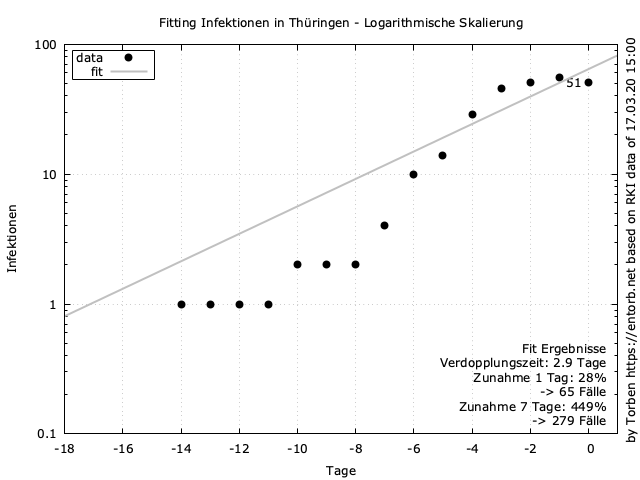 Fitting Infektionen in Thüringen - Logarithmische Skalierung
100
10
1
0.1
Infektionen
data
fit
51
Fit Ergebnisse
Verdopplungszeit: 2.9 Tage
Zunahme 1 Tag: 28%
-> 65 Fälle
Zunahme 7 Tage: 449%
-> 279 Fälle
-18 -16 -14 -12 -10 -8 -6 -4 -2 0
Tage
by Torben https://entorb.net based on RKI data of 17.03.20 15:00